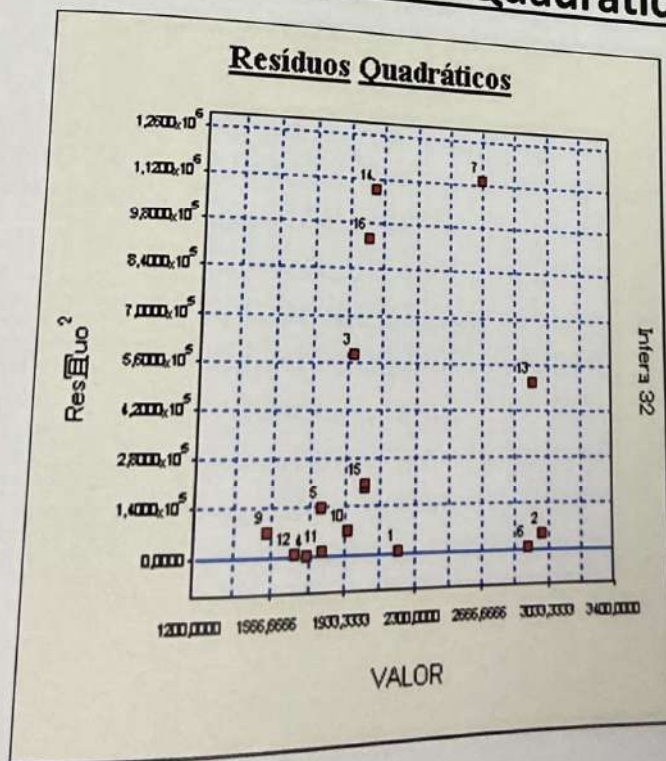 Quadrátic
Resíduos Quadráticos
1,2600x10⁶
1,1200x10⁶
9,8000x10⁵
8,4000x10⁵
7,0000x10⁵
5,6000x10⁵
4,2000x10⁵
2,8000x10⁵
1,4000x10⁵
0,0000
14
7
16
3
13
15
5
10
9
12
4
11
1
6
2
Infera 32
1200,0000 1566,6666 1933,3333 2300,0000 2666,6666 3033,3333 3400,0000
VALOR